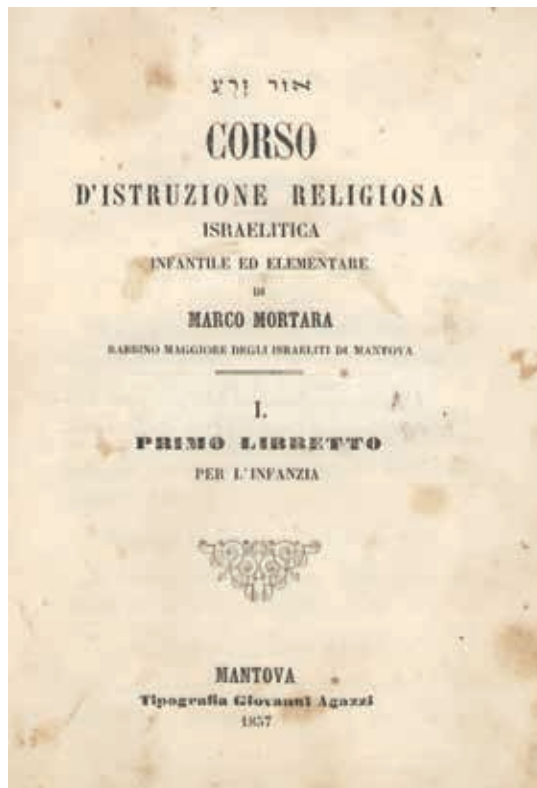 אור זרע
CORSO
D'ISTRUZIONE RELIGIOSA
ISRAELITICA
INFANTILE ED ELEMENTARE
DI
MARCO MORTARA
RABBINO MAGGIORE DEGLI ISRAELITI DI MANTOVA
I.
PRIMO LIBRETTO
PER L'INFANZIA
MANTOVA
Tipografia Giovanni Agazzi
1857